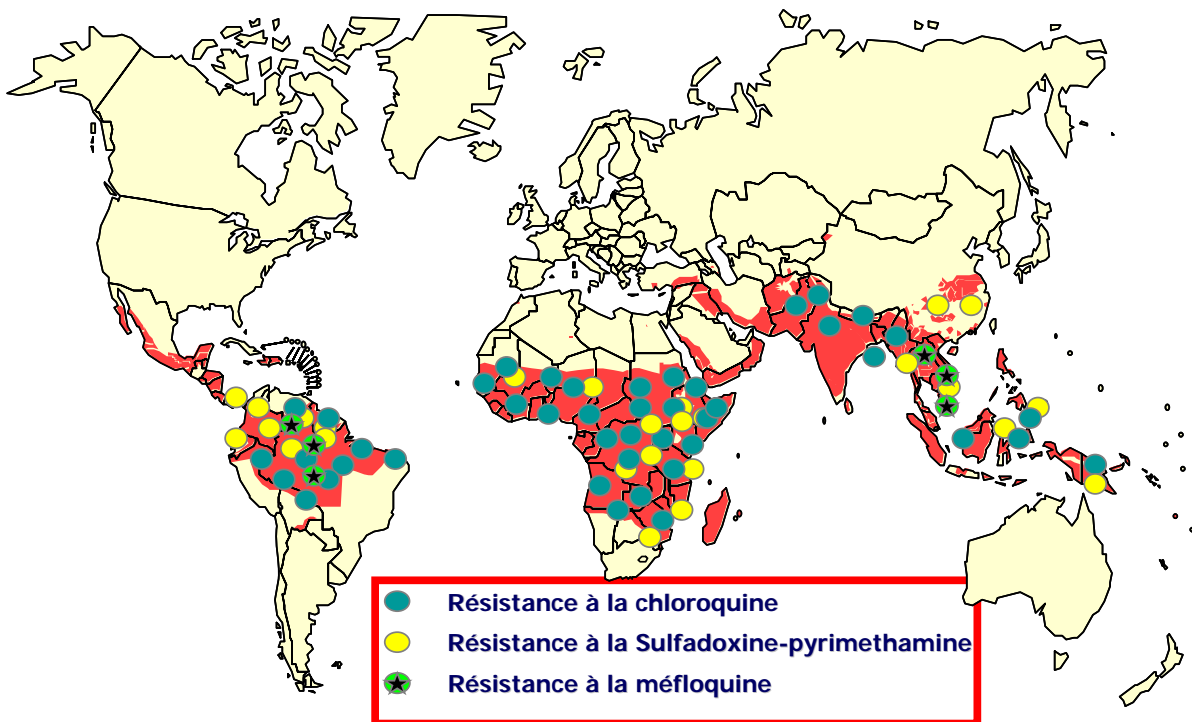 Résistance à la chloroquine
Résistance à la Sulfadoxine-pyrimethamine
Résistance à la méfloquine